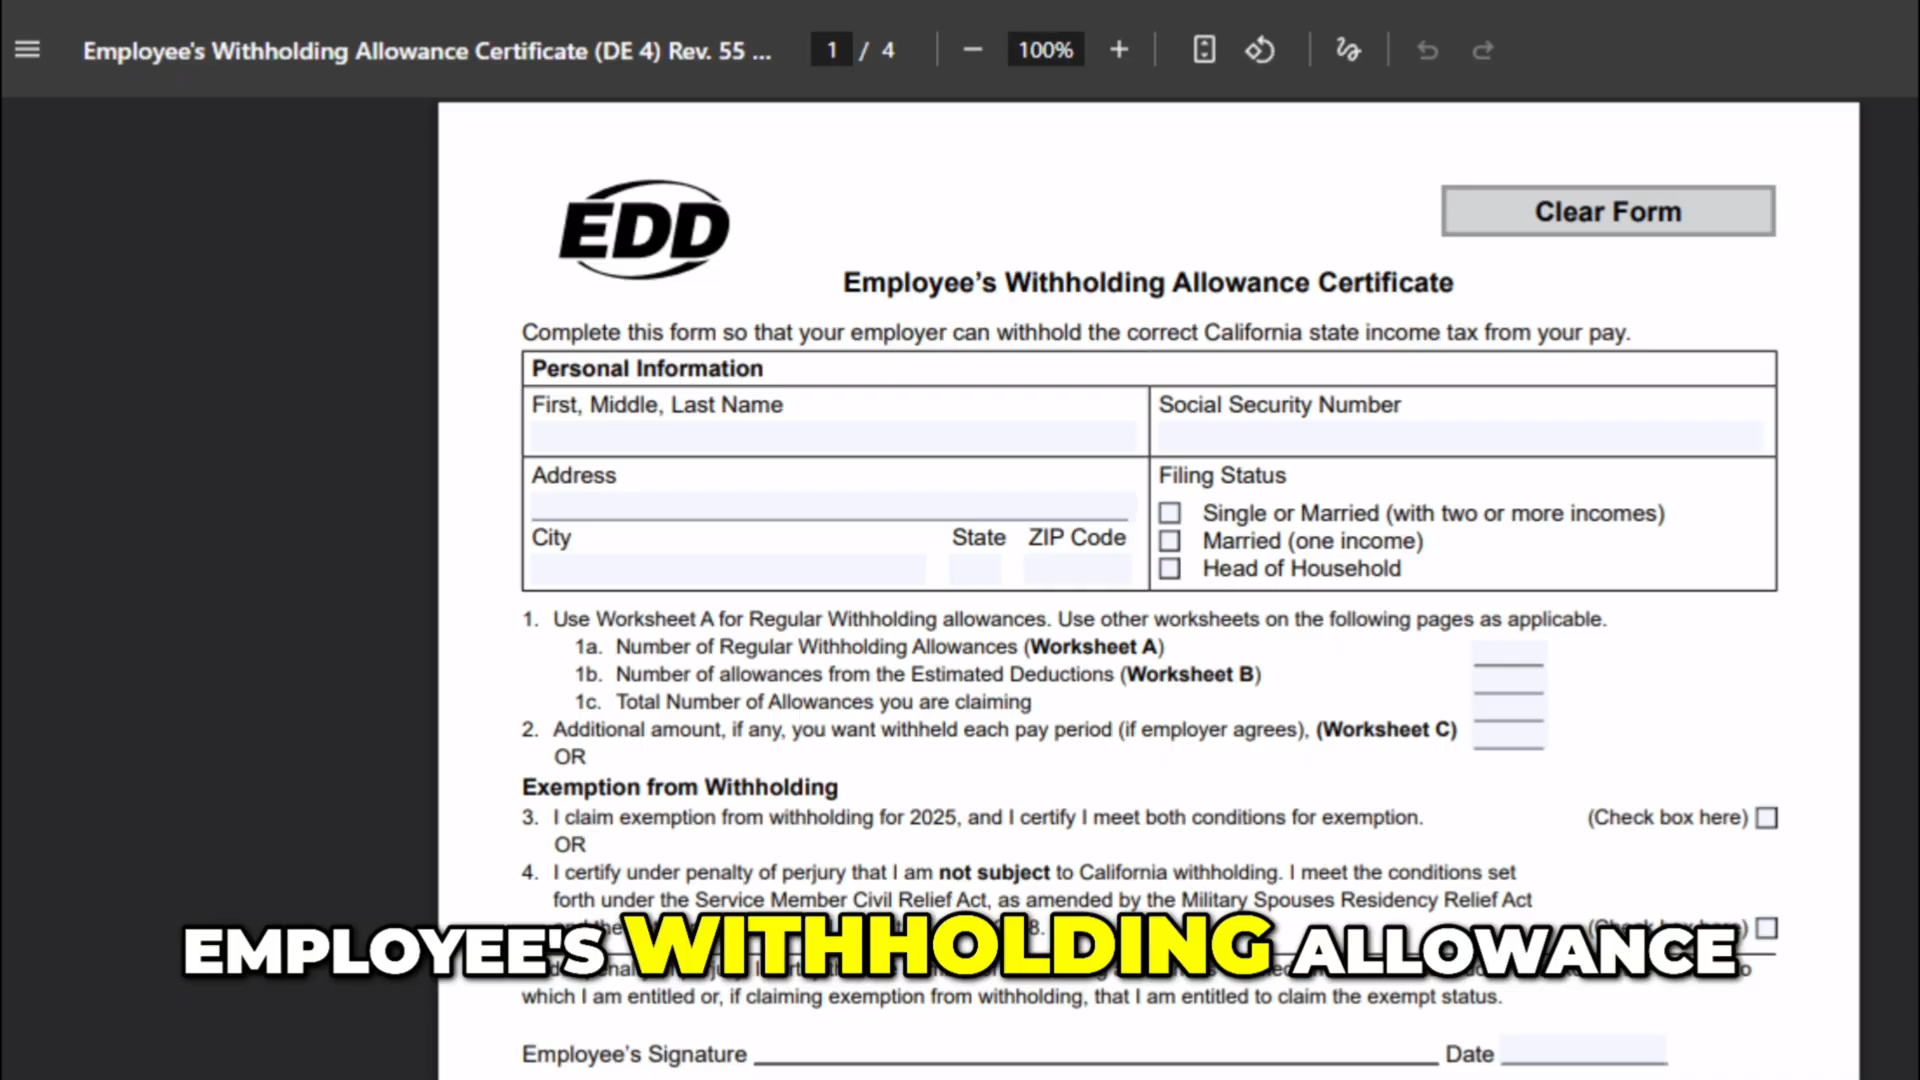 Employee's Withholding Allowance Certificate (DE 4) Rev. 55 ...
1 / 4
100%
EDD
Clear Form
Employee’s Withholding Allowance Certificate
Complete this form so that your employer can withhold the correct California state income tax from your pay.
Personal Information
First, Middle, Last Name
Social Security Number
Address
Filing Status
Single or Married (with two or more incomes)
City State ZIP Code
Married (one income)
Head of Household
1. Use Worksheet A for Regular Withholding allowances. Use other worksheets on the following pages as applicable.
1a. Number of Regular Withholding Allowances (Worksheet A)
1b. Number of allowances from the Estimated Deductions (Worksheet B)
1c. Total Number of Allowances you are claiming
2. Additional amount, if any, you want withheld each pay period (if employer agrees), (Worksheet C)
OR
Exemption from Withholding
3. I claim exemption from withholding for 2025, and I certify I meet both conditions for exemption. (Check box here)
OR
4. I certify under penalty of perjury that I am not subject to California withholding. I meet the conditions set
forth under the Service Member Civil Relief Act, as amended by the Military Spouses Residency Relief Act
EMPLOYEE'S WITHHOLDING ALLOWANCE
which I am entitled or, if claiming exemption from withholding, that I am entitled to claim the exempt status.
Employee’s Signature Date